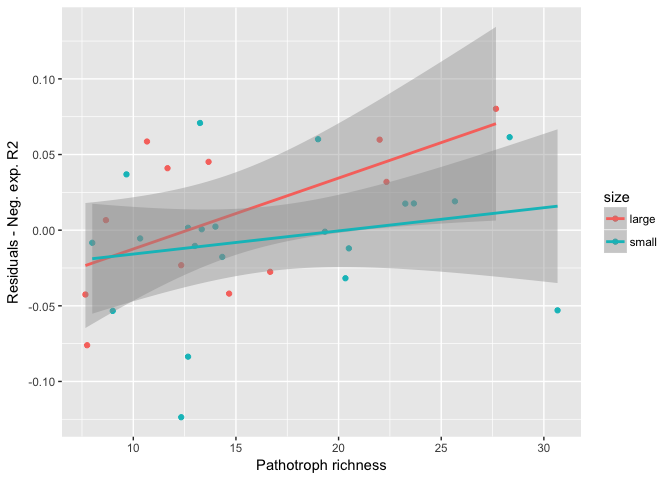 Residuals - Neg. exp. R2
0.10
0.05
0.00
-0.05
-0.10
10 15 20 25 30
Pathotroph richness
size
large
small